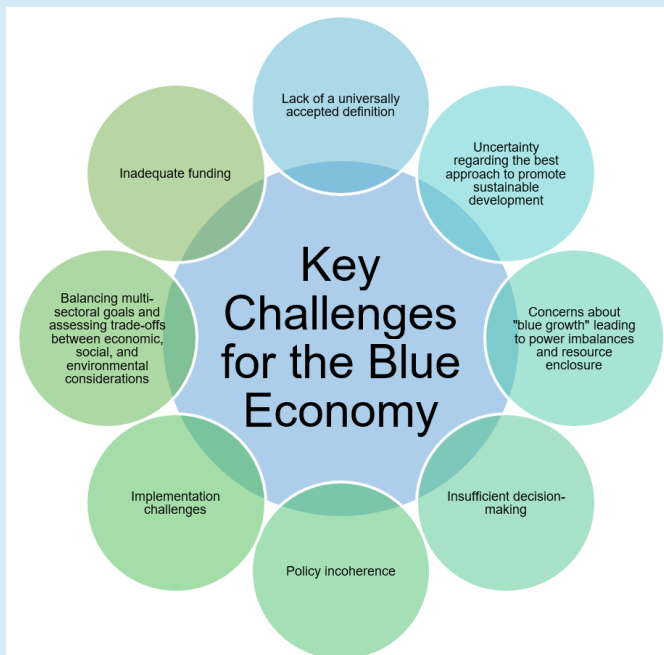 Lack of a universally
accepted definition
Uncertainty
regarding the best
approach to promote
sustainable
development
Concerns about
"blue growth" leading
to power imbalances
and resource
enclosure
Insufficient decision-
making
Policy incoherence
Implementation
challenges
Balancing multi-
sectoral goals and
assessing trade-offs
between economic,
social, and
environmental
considerations
Inadequate funding
Key
Challenges
for the Blue
Economy